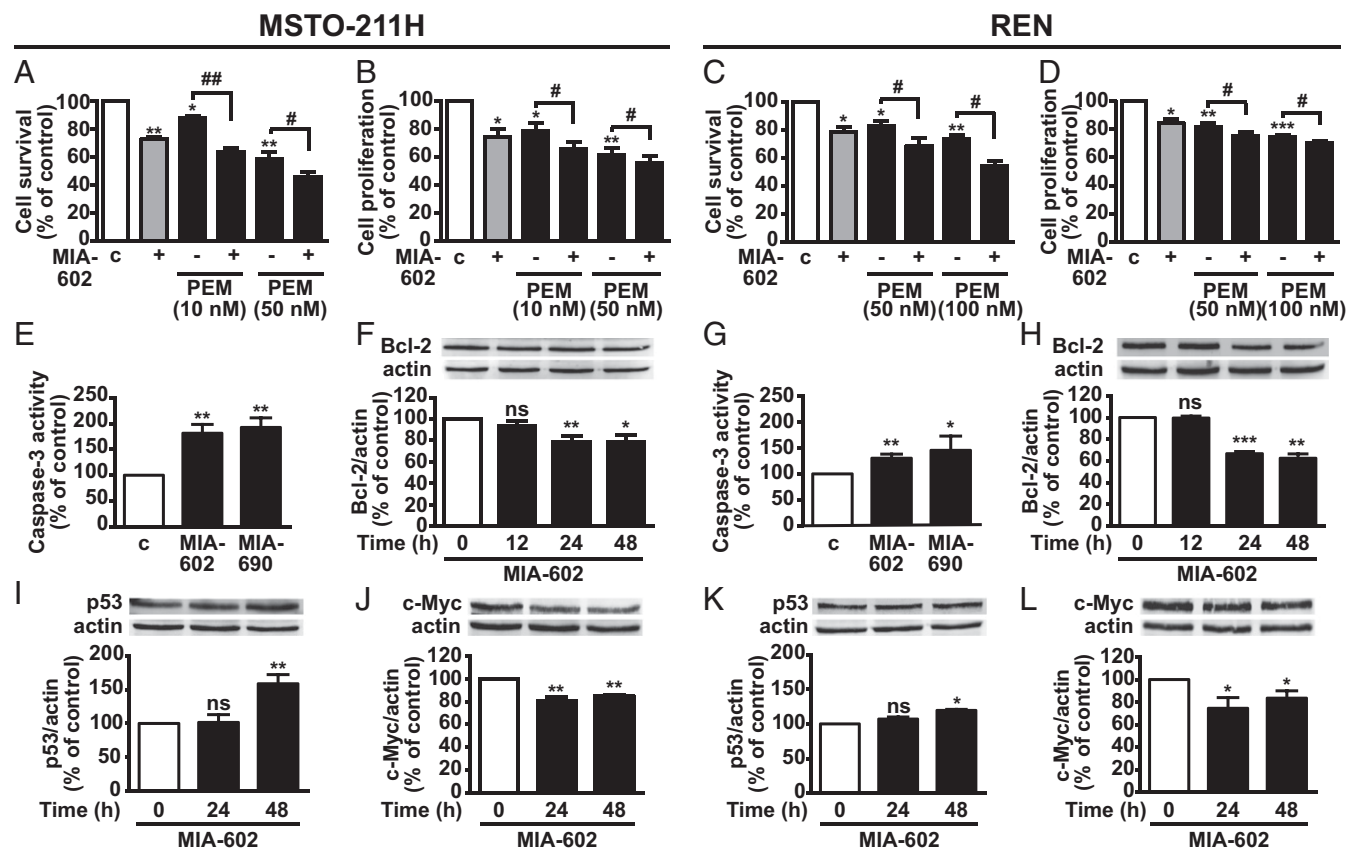 MSTO-211H
REN
A
Cell survival
(% of control)
100
80
60
40
20
0
**
*
##
**
#
MIA-
602
c + - + - +
PEM
(10 nM)
PEM
(50 nM)
B
Cell proliferation
(% of control)
100
80
60
40
20
0
*
*
#
**
#
c + - + - +
PEM
(10 nM)
PEM
(50 nM)
C
Cell survival
(% of control)
100
80
60
40
20
0
*
*
#
**
#
MIA-
602
c + - + - +
PEM
(50 nM)
PEM
(100 nM)
D
Cell proliferation
(% of control)
100
80
60
40
20
0
*
**
#
***
#
MIA-
602
c + - + - +
PEM
(50 nM)
PEM
(100 nM)
E
Caspase-3 activity
(% of control)
250
200
150
100
50
0
**
**
c
MIA-
602
MIA-
690
F
Bcl-2
actin
Bcl-2/actin
(% of control)
120
100
80
60
40
20
0
ns
**
*
Time (h) 0 12 24 48
MIA-602
G
Caspase-3 activity
(% of control)
250
200
150
100
50
0
**
*
c
MIA-
602
MIA-
690
H
Bcl-2
actin
Bcl-2/actin
(% of control)
120
100
80
60
40
20
0
ns
***
**
Time (h) 0 12 24 48
MIA-602
I
p53
actin
p53/actin
(% of control)
200
150
100
50
0
ns
**
Time (h) 0 24 48
MIA-602
J
c-Myc
actin
c-Myc/actin
(% of control)
120
100
80
60
40
20
0
**
**
Time (h) 0 24 48
MIA-602
K
p53
actin
p53/actin
(% of control)
200
150
100
50
0
ns
*
Time (h) 0 24 48
MIA-602
L
c-Myc
actin
c-Myc/actin
(% of control)
120
100
80
60
40
20
0
*
*
Time (h) 0 24 48
MIA-602